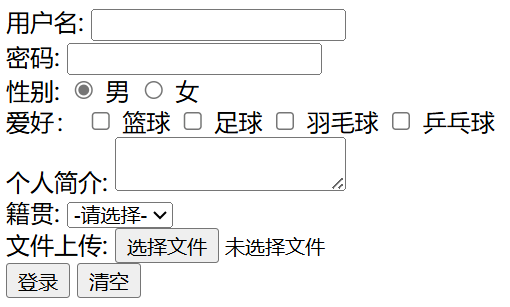 用户名:
密码:
性别: 男 女
爱好: 篮球 足球 羽毛球 乒乓球
个人简介:
籍贯: -请选择-
文件上传: 选择文件 未选择文件
登录 清空